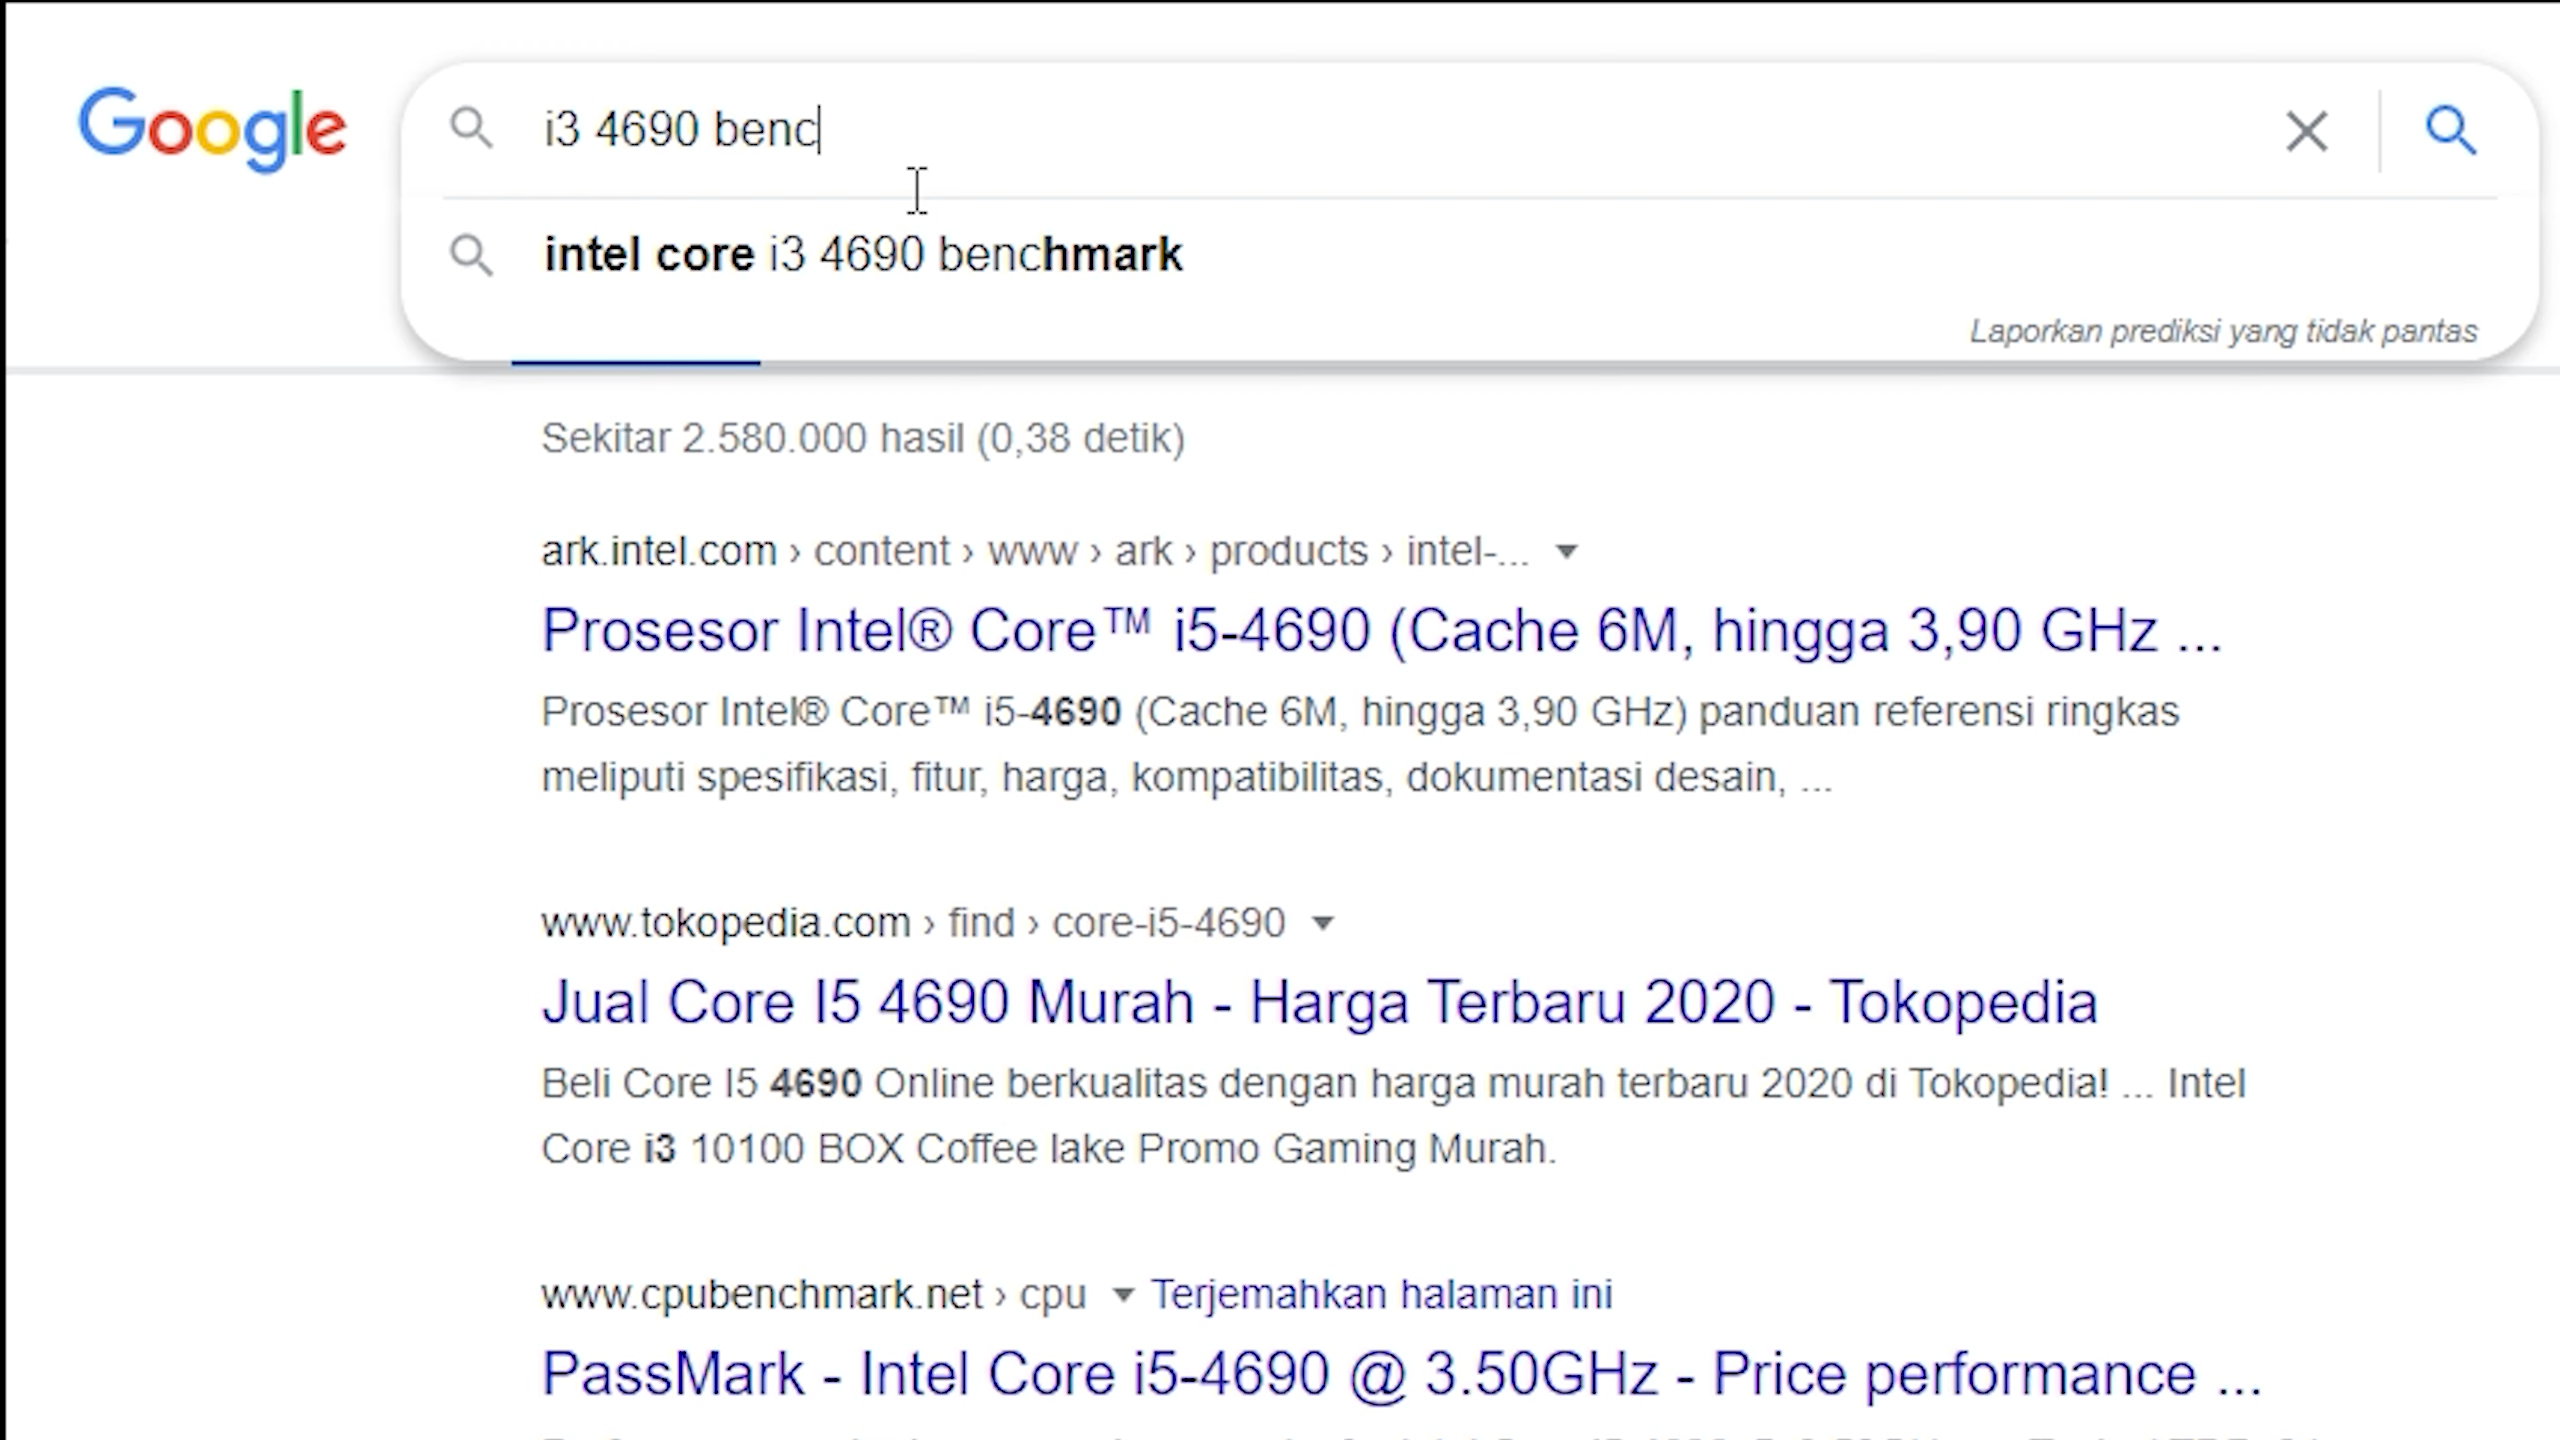 Google
i3 4690 benc
intel core i3 4690 benchmark
Laporkan prediksi yang tidak pantas
Sekitar 2.580.000 hasil (0,38 detik)
ark.intel.com › content › www › ark › products › intel-...
Prosesor Intel® Core™ i5-4690 (Cache 6M, hingga 3,90 GHz ...
Prosesor Intel® Core™ i5-4690 (Cache 6M, hingga 3,90 GHz) panduan referensi ringkas
meliputi spesifikasi, fitur, harga, kompatibilitas, dokumentasi desain, ...
www.tokopedia.com › find › core-i5-4690
Jual Core I5 4690 Murah - Harga Terbaru 2020 - Tokopedia
Beli Core I5 4690 Online berkualitas dengan harga murah terbaru 2020 di Tokopedia! ... Intel
Core i3 10100 BOX Coffee lake Promo Gaming Murah.
www.cpubenchmark.net › cpu Terjemahkan halaman ini
PassMark - Intel Core i5-4690 @ 3.50GHz - Price performance ...